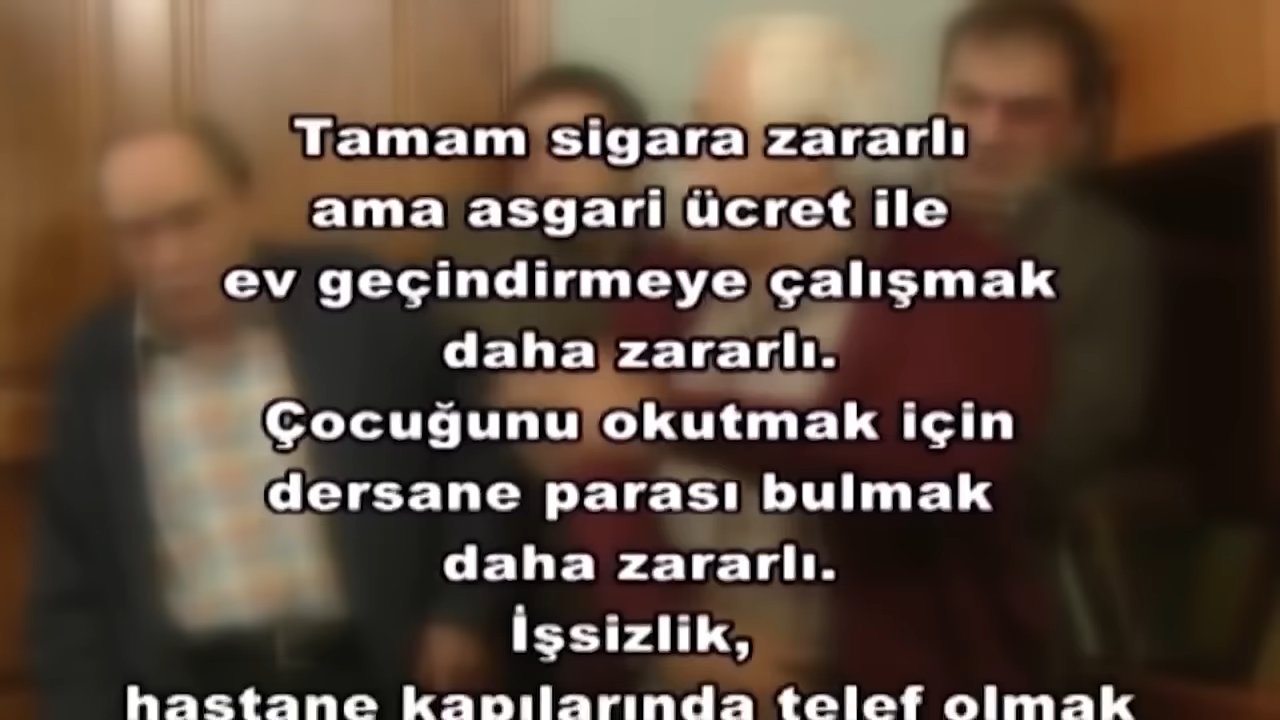 Tamam sigara zararlı
ama asgari ücret ile
ev geçindirmeye çalışmak
daha zararlı.
Çocuğunu okutmak için
dersane parası bulmak
daha zararlı.
İşsizlik,
hastane kapılarında telef olmak